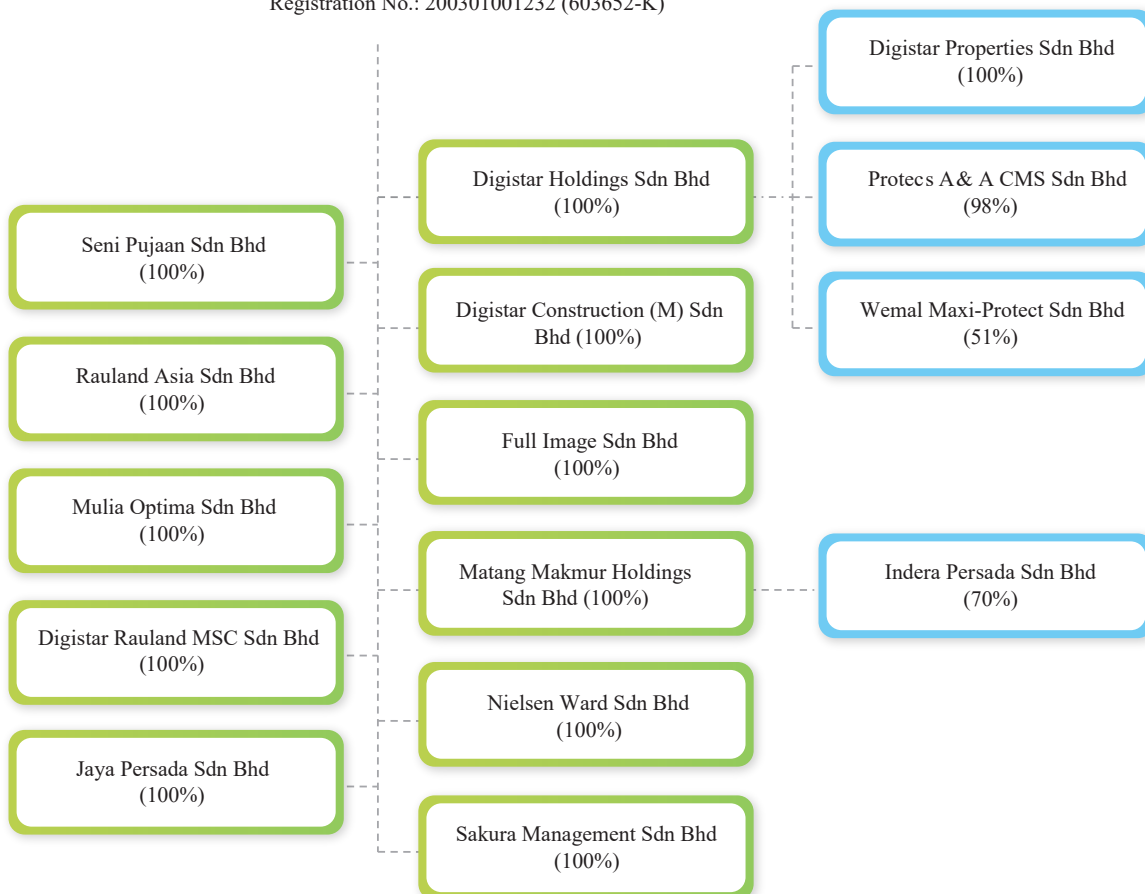 Registration No.: 200301001232 (603652-K)
Seni Pujaan Sdn Bhd
(100%)
Rauland Asia Sdn Bhd
(100%)
Mulia Optima Sdn Bhd
(100%)
Digistar Rauland MSC Sdn Bhd
(100%)
Jaya Persada Sdn Bhd
(100%)
Digistar Holdings Sdn Bhd
(100%)
Digistar Construction (M) Sdn
Bhd (100%)
Full Image Sdn Bhd
(100%)
Matang Makmur Holdings
Sdn Bhd (100%)
Nielsen Ward Sdn Bhd
(100%)
Sakura Management Sdn Bhd
(100%)
Digistar Properties Sdn Bhd
(100%)
Protecs A& A CMS Sdn Bhd
(98%)
Wemal Maxi-Protect Sdn Bhd
(51%)
Indera Persada Sdn Bhd
(70%)